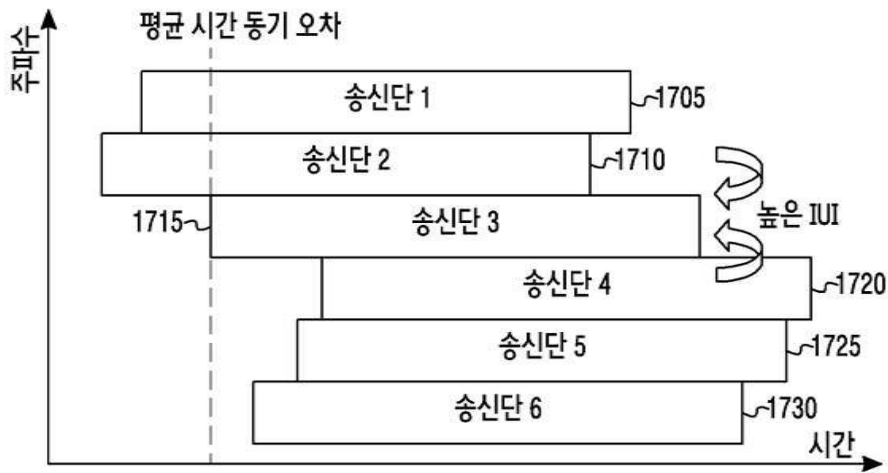 주파수
평균 시간 동기 오차
송신단 1
1705
송신단 2
1710
1715
송신단 3
높은 IUI
송신단 4
1720
송신단 5
1725
송신단 6
1730
시간